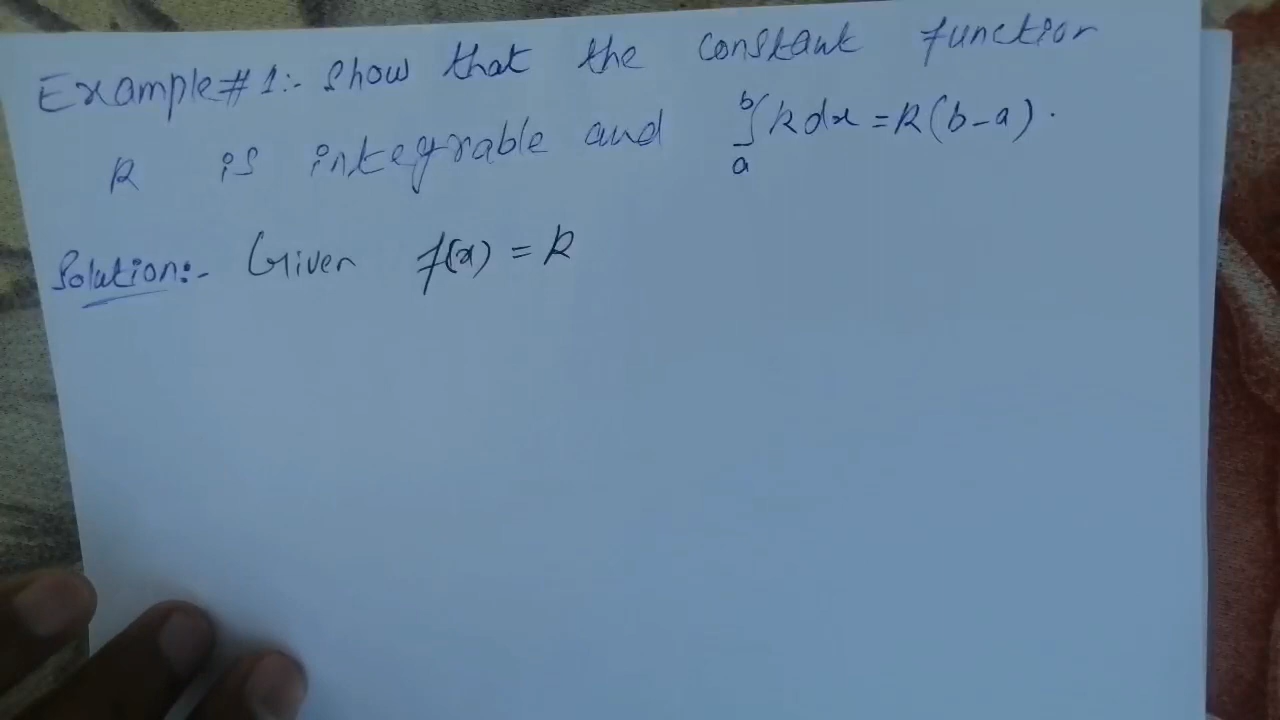 Example#1:- Show that the constant function
k is integrable and ∫ₐᵇ k dx = k(b-a).
Solution:- Given f(x) = k